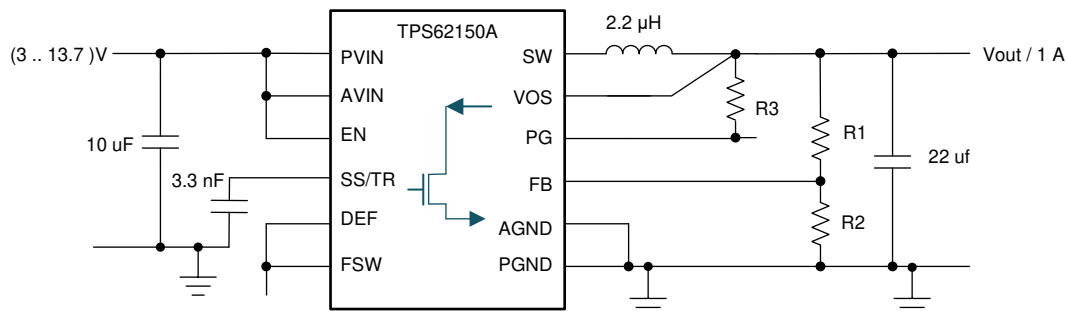 TPS62150A
2.2 µH
(3 .. 13.7 )V
PVIN
SW
Vout / 1 A
AVIN
VOS
R3
10 uF
EN
PG
R1
22 uf
3.3 nF
SS/TR
FB
DEF
AGND
R2
FSW
PGND